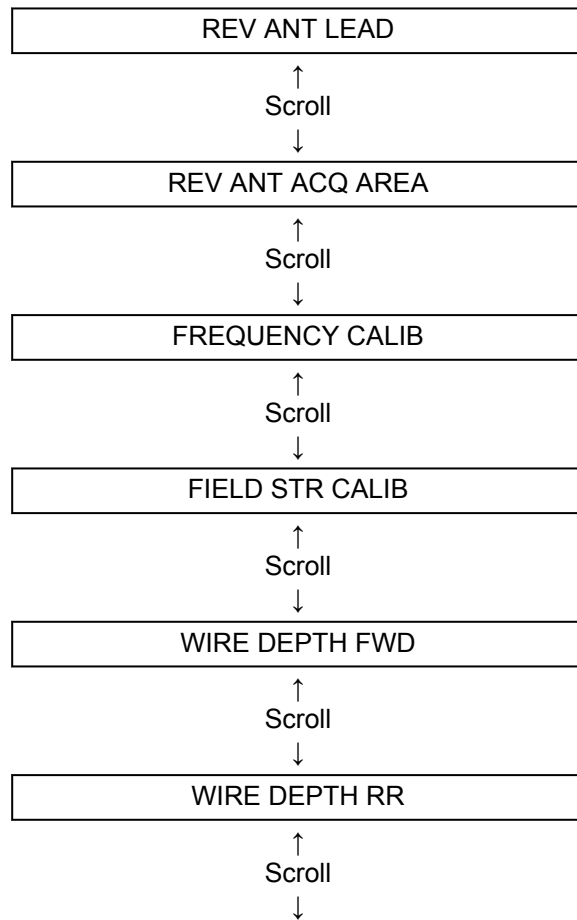 REV ANT LEAD
↑
Scroll
↓
REV ANT ACQ AREA
↑
Scroll
↓
FREQUENCY CALIB
↑
Scroll
↓
FIELD STR CALIB
↑
Scroll
↓
WIRE DEPTH FWD
↑
Scroll
↓
WIRE DEPTH RR
↑
Scroll
↓